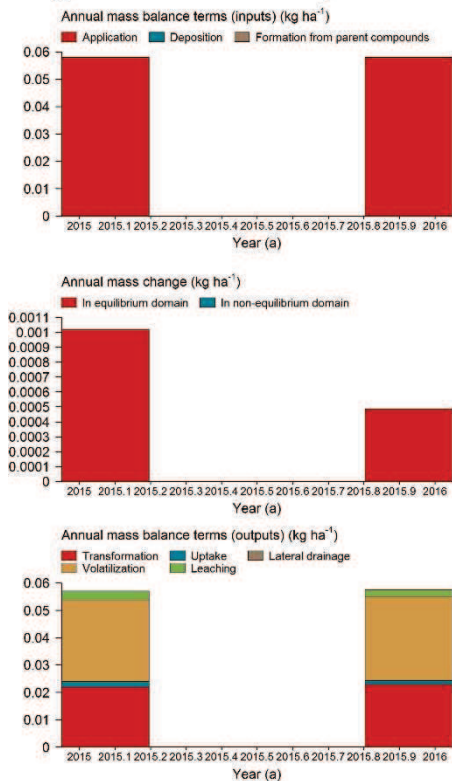 Annual mass balance terms (inputs) (kg ha⁻¹)
Application Deposition Formation from parent compounds
0.06
0.05
0.04
0.03
0.02
0.01
0
2015 2015.1 2015.2 2015.3 2015.4 2015.5 2015.6 2015.7 2015.8 2015.9 2016
Year (a)
Annual mass change (kg ha⁻¹)
In equilibrium domain In non-equilibrium domain
0.0011
0.001
0.0009
0.0008
0.0007
0.0006
0.0005
0.0004
0.0003
0.0002
0.0001
0
2015 2015.1 2015.2 2015.3 2015.4 2015.5 2015.6 2015.7 2015.8 2015.9 2016
Year (a)
Annual mass balance terms (outputs) (kg ha⁻¹)
Transformation Uptake Lateral drainage
Volatilization Leaching
0.06
0.05
0.04
0.03
0.02
0.01
0
2015 2015.1 2015.2 2015.3 2015.4 2015.5 2015.6 2015.7 2015.8 2015.9 2016
Year (a)